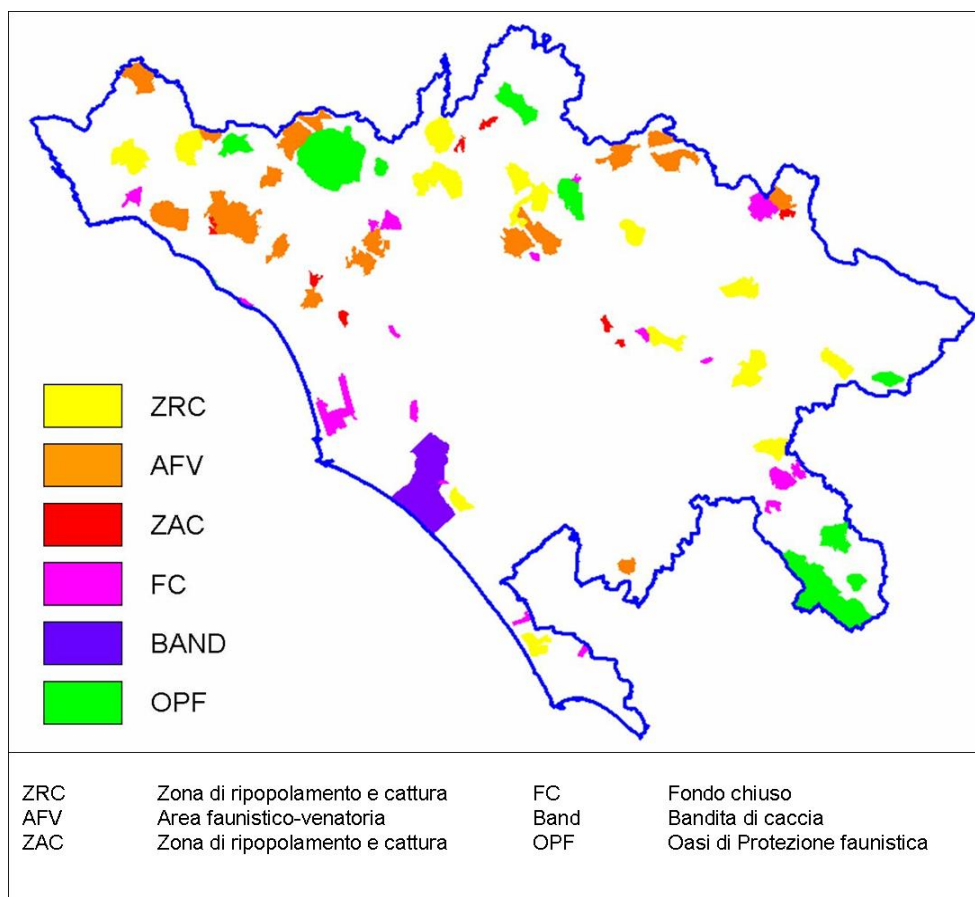 ZRC
AFV
ZAC
FC
BAND
OPF
ZRC Zona di ripopolamento e cattura FC Fondo chiuso
AFV Area faunistico-venatoria Band Bandita di caccia
ZAC Zona di ripopolamento e cattura OPF Oasi di Protezione faunistica